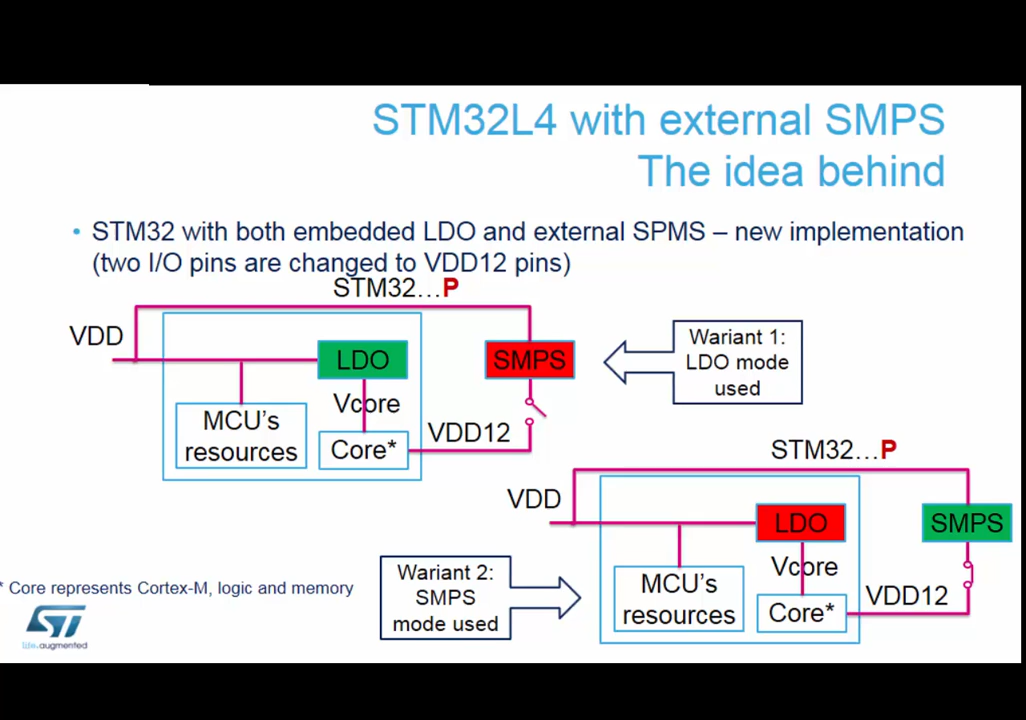 STM32L4 with external SMPS
The idea behind
• STM32 with both embedded LDO and external SPMS – new implementation
(two I/O pins are changed to VDD12 pins)
STM32...P
VDD
LDO
SMPS
Wariant 1:
LDO mode
used
Vcore
MCU's
resources
Core*
VDD12
STM32...P
VDD
LDO
SMPS
Wariant 2:
SMPS
mode used
Vcore
MCU's
resources
Core*
VDD12
* Core represents Cortex-M, logic and memory
ST
life.augmented